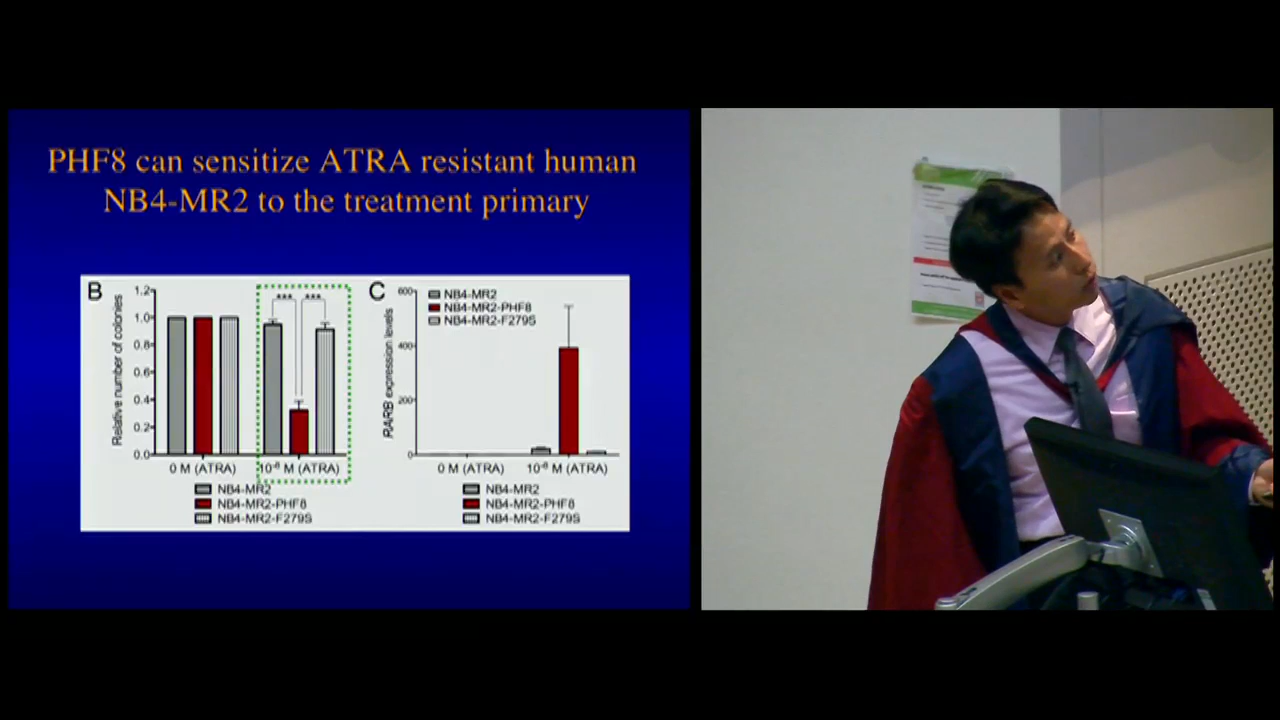 PHF8 can sensitize ATRA resistant human
NB4-MR2 to the treatment primary
B
Relative number of colonies
1.2
1.0
0.8
0.6
0.4
0.2
0.0
*** ***
0 M (ATRA) 10⁻⁸ M (ATRA)
NB4-MR2
NB4-MR2-PHF8
NB4-MR2-F279S
C
RARB expression levels
600
400
200
0
NB4-MR2
NB4-MR2-PHF8
NB4-MR2-F279S
0 M (ATRA) 10⁻⁸ M (ATRA)
NB4-MR2
NB4-MR2-PHF8
NB4-MR2-F279S